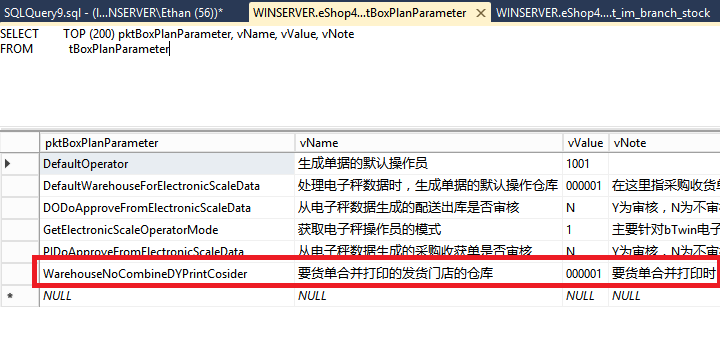 SQLQuery9.sql - (l...NSERVER\Ethan (56))* WINSERVER.eShop4...tBoxPlanParameter WINSERVER.eShop4....t_im_branch_stock
SELECT TOP (200) pktBoxPlanParameter, vName, vValue, vNote
FROM tBoxPlanParameter
pktBoxPlanParameter vName vValue vNote
DefaultOperator 生成单据的默认操作员 1001
DefaultWarehouseForElectronicScaleData 处理电子秤数据时，生成单据的默认操作仓库 000001 在这里指采购收货单
DODoApproveFromElectronicScaleData 从电子秤数据生成的配送出库是否审核 N Y为审核，N为不审
GetElectronicScaleOperatorMode 获取电子秤操作员的模式 1 主要针对bTwin电子
PIDoApproveFromElectronicScaleData 从电子秤数据生成的采购收获单是否审核 N Y为审核，N为不审
WarehouseNoCombineDYPrintCosider 要货单合并打印的发货门店的仓库 000001 要货单合并打印时
* NULL NULL NULL NULL